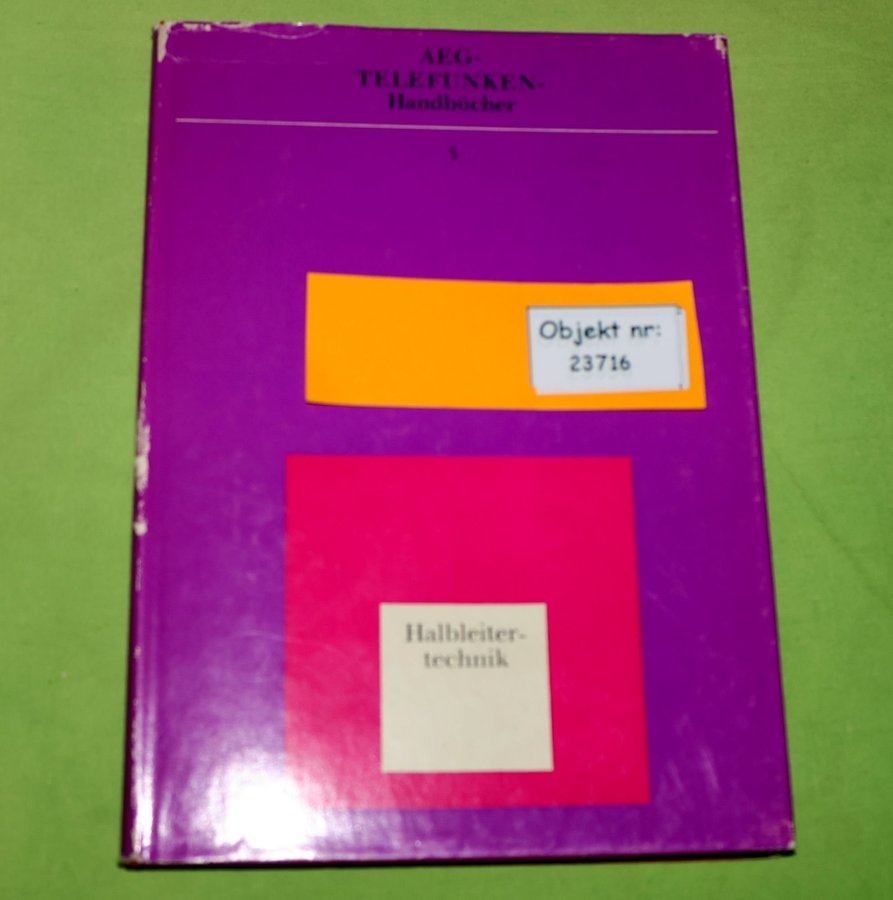 AEG-
TELEFUNKEN-
Handbücher
5
Objekt nr:
23716
Halbleiter-
technik